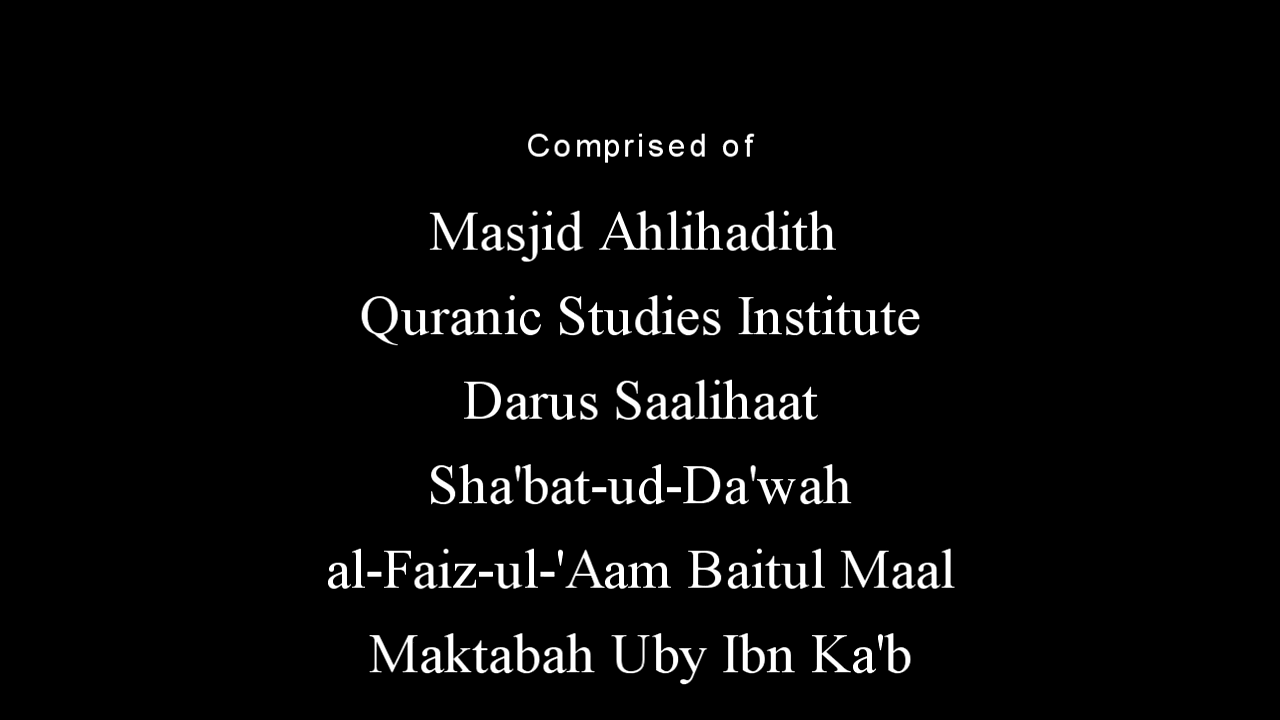 Comprised of
Masjid Ahlihadith
Quranic Studies Institute
Darus Saalihaat
Sha'bat-ud-Da'wah
al-Faiz-ul-'Aam Baitul Maal
Maktabah Uby Ibn Ka'b